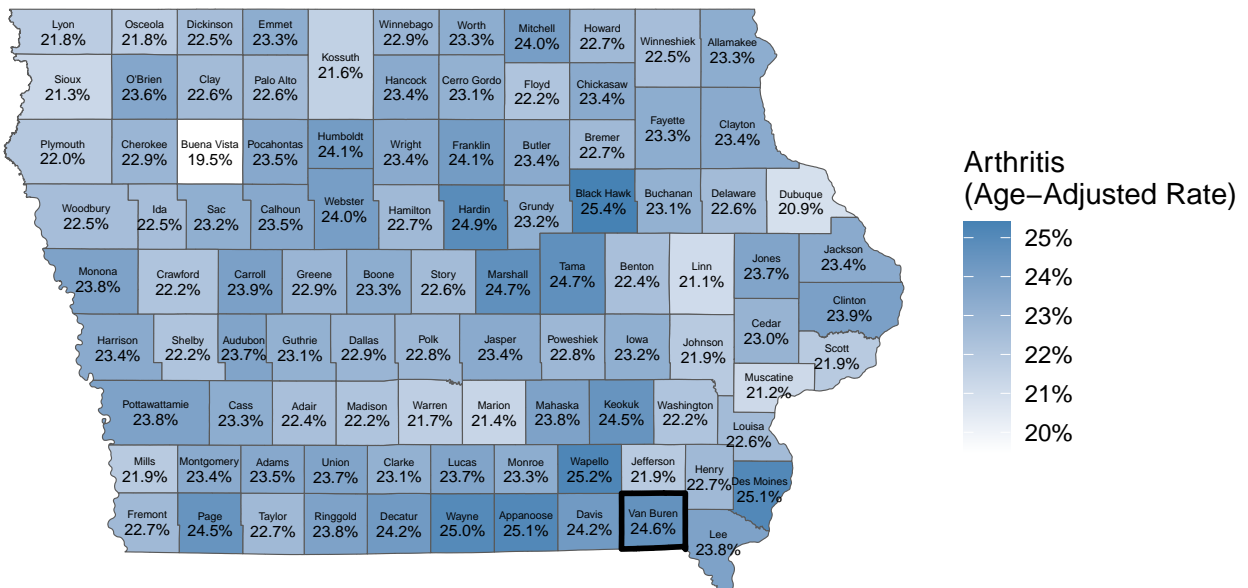 Lyon
21.8%
Osceola
21.8%
Dickinson
22.5%
Emmet
23.3%
Kossuth
21.6%
Winnebago
22.9%
Worth
23.3%
Mitchell
24.0%
Howard
22.7%
Winneshiek
22.5%
Allamakee
23.3%
Sioux
21.3%
O'Brien
23.6%
Clay
22.6%
Palo Alto
22.6%
Hancock
23.4%
Cerro Gordo
23.1%
Floyd
22.2%
Chickasaw
23.4%
Fayette
23.3%
Clayton
23.4%
Plymouth
22.0%
Cherokee
22.9%
Buena Vista
19.5%
Pocahontas
23.5%
Humboldt
24.1%
Wright
23.4%
Franklin
24.1%
Butler
23.4%
Bremer
22.7%
Woodbury
22.5%
Ida
22.5%
Sac
23.2%
Calhoun
23.5%
Webster
24.0%
Hamilton
22.7%
Hardin
24.9%
Grundy
23.2%
Black Hawk
25.4%
Buchanan
23.1%
Delaware
22.6%
Dubuque
20.9%
Monona
23.8%
Crawford
22.2%
Carroll
23.9%
Greene
22.9%
Boone
23.3%
Story
22.6%
Marshall
24.7%
Tama
24.7%
Benton
22.4%
Linn
21.1%
Jones
23.7%
Jackson
23.4%
Clinton
23.9%
Harrison
23.4%
Shelby
22.2%
Audubon
23.7%
Guthrie
23.1%
Dallas
22.9%
Polk
22.8%
Jasper
23.4%
Poweshiek
22.8%
Iowa
23.2%
Johnson
21.9%
Cedar
23.0%
Scott
21.9%
Muscatine
21.2%
Pottawattamie
23.8%
Cass
23.3%
Adair
22.4%
Madison
22.2%
Warren
21.7%
Marion
21.4%
Mahaska
23.8%
Keokuk
24.5%
Washington
22.2%
Louisa
22.6%
Mills
21.9%
Montgomery
23.4%
Adams
23.5%
Union
23.7%
Clarke
23.1%
Lucas
23.7%
Monroe
23.3%
Wapello
25.2%
Jefferson
21.9%
Henry
22.7%
Des Moines
25.1%
Fremont
22.7%
Page
24.5%
Taylor
22.7%
Ringgold
23.8%
Decatur
24.2%
Wayne
25.0%
Appanoose
25.1%
Davis
24.2%
Van Buren
24.6%
Lee
23.8%
Arthritis
(Age−Adjusted Rate)
25%
24%
23%
22%
21%
20%